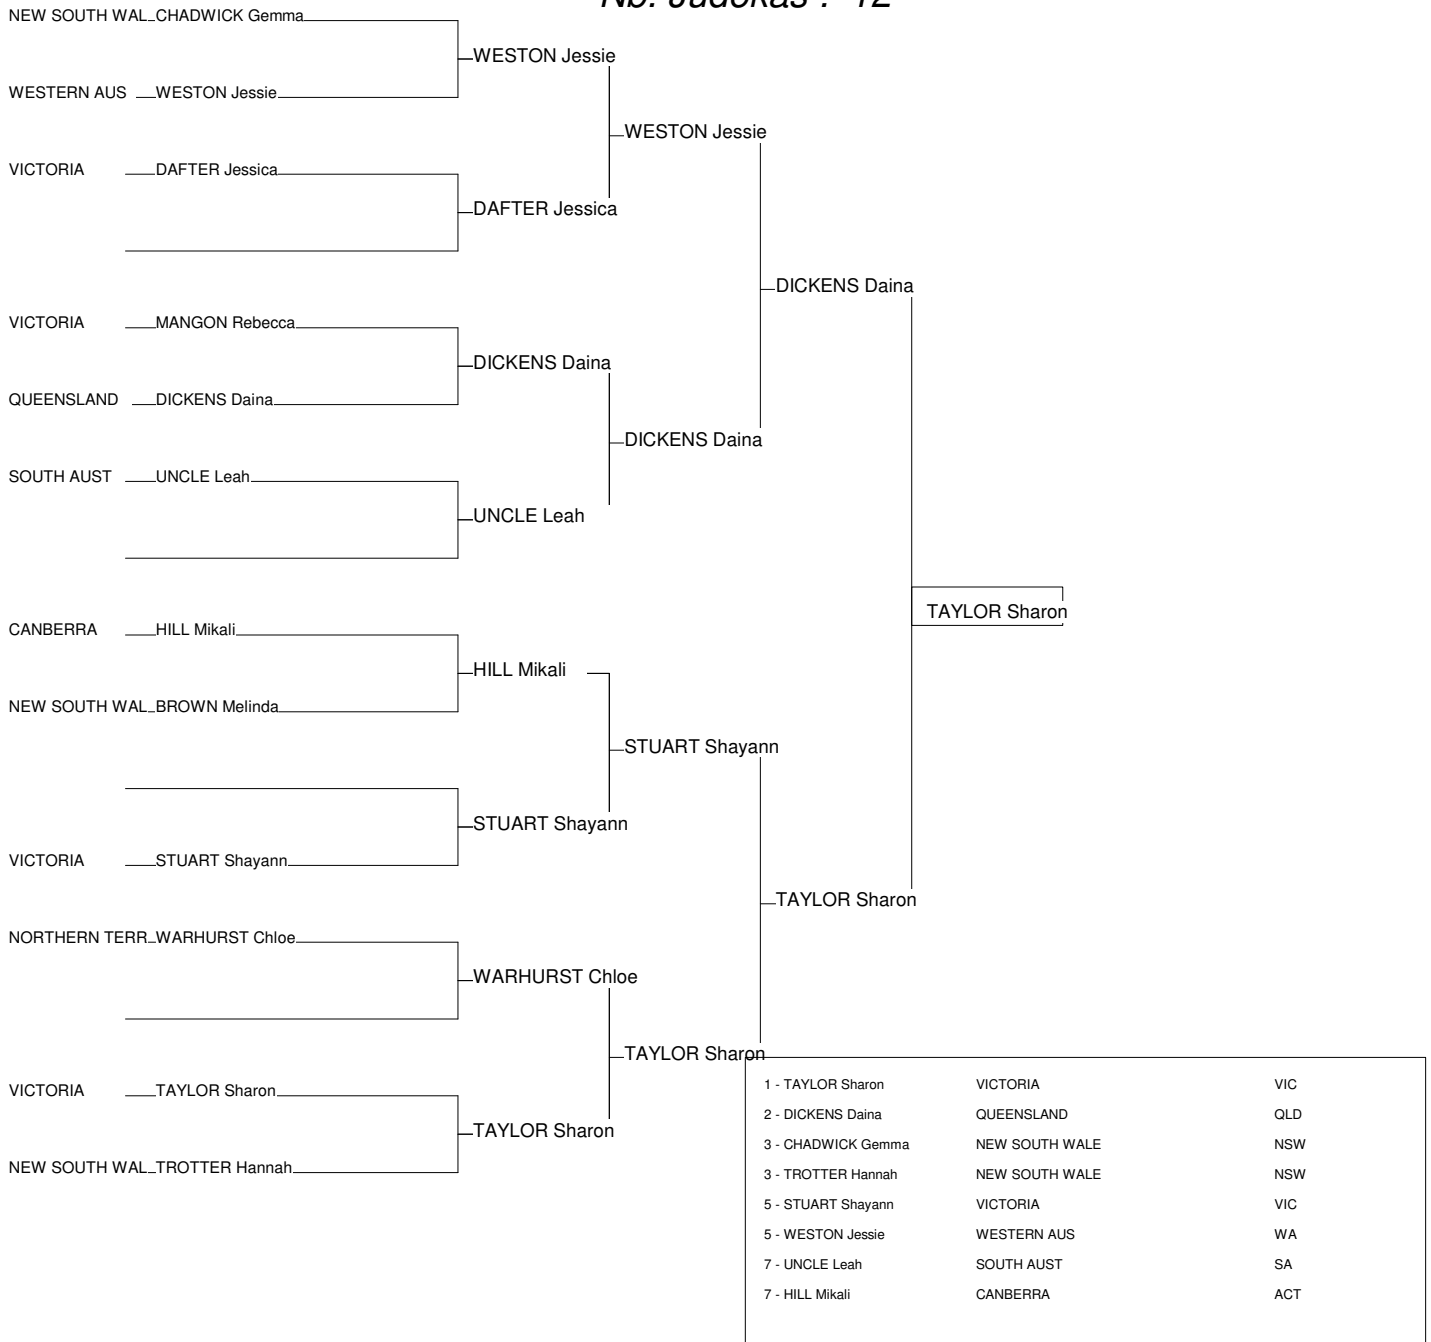 Nb. Judokas : 12
NEW SOUTH WAL CHADWICK Gemma
WESTON Jessie
WESTERN AUS WESTON Jessie
WESTON Jessie
VICTORIA DAFTER Jessica
DAFTER Jessica
DICKENS Daina
VICTORIA MANGON Rebecca
DICKENS Daina
QUEENSLAND DICKENS Daina
DICKENS Daina
SOUTH AUST UNCLE Leah
UNCLE Leah
TAYLOR Sharon
CANBERRA HILL Mikali
HILL Mikali
NEW SOUTH WAL BROWN Melinda
STUART Shayann
STUART Shayann
VICTORIA STUART Shayann
TAYLOR Sharon
NORTHERN TERR WARHURST Chloe
WARHURST Chloe
TAYLOR Sharon
VICTORIA TAYLOR Sharon
TAYLOR Sharon
NEW SOUTH WAL TROTTER Hannah
1 - TAYLOR Sharon VICTORIA VIC
2 - DICKENS Daina QUEENSLAND QLD
3 - CHADWICK Gemma NEW SOUTH WALE NSW
3 - TROTTER Hannah NEW SOUTH WALE NSW
5 - STUART Shayann VICTORIA VIC
5 - WESTON Jessie WESTERN AUS WA
7 - UNCLE Leah SOUTH AUST SA
7 - HILL Mikali CANBERRA ACT